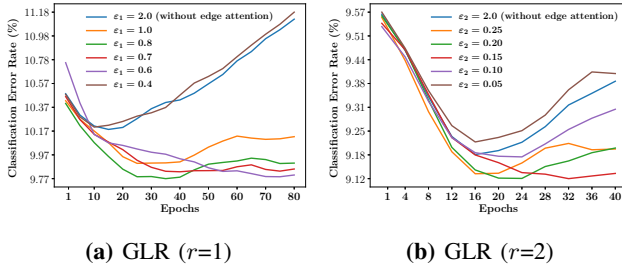 Classification Error Rate (%)
11.19
10.98
10.78
10.58
10.37
10.17
9.97
9.77
ε₁ = 2.0 (without edge attention)
ε₁ = 1.0
ε₁ = 0.8
ε₁ = 0.7
ε₁ = 0.6
ε₁ = 0.4
1 10 20 30 40 50 60 70 80
Epochs
(a) GLR (r=1)
Classification Error Rate (%)
9.57
9.51
9.44
9.38
9.31
9.25
9.18
9.12
ε₂ = 2.0 (without edge attention)
ε₂ = 0.25
ε₂ = 0.20
ε₂ = 0.15
ε₂ = 0.10
ε₂ = 0.05
1 4 8 12 16 20 24 28 32 36 40
Epochs
(b) GLR (r=2)